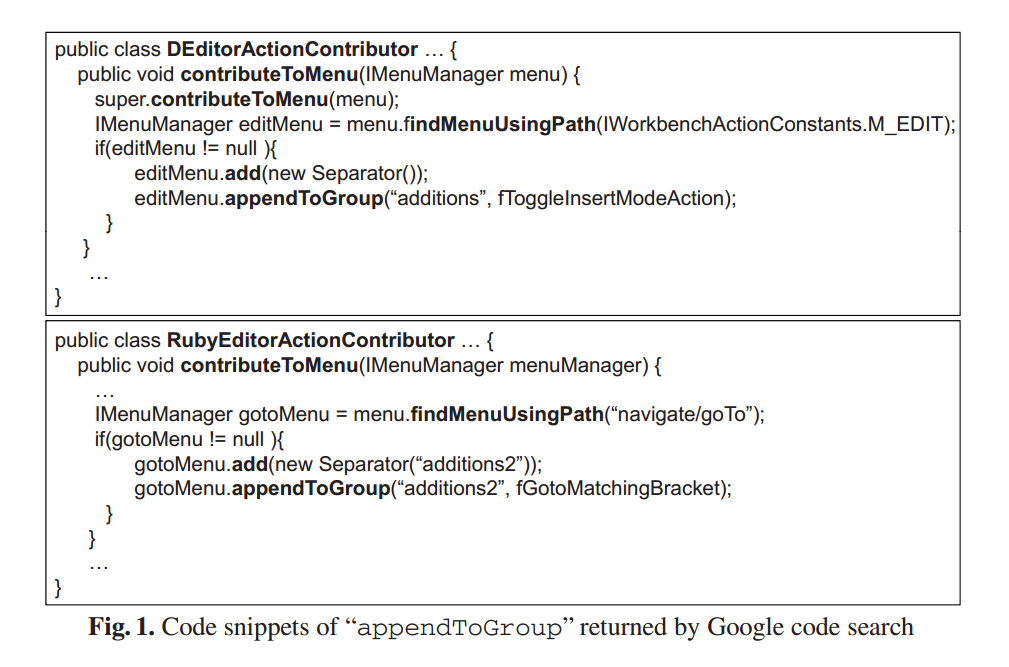 public class DEditorActionContributor … {
public void contributeToMenu(IMenuManager menu) {
super.contributeToMenu(menu);
IMenuManager editMenu = menu.findMenuUsingPath(IWorkbenchActionConstants.M_EDIT);
if(editMenu != null ){
editMenu.add(new Separator());
editMenu.appendToGroup(“additions”, fToggleInsertModeAction);
}
}
…
}
public class RubyEditorActionContributor … {
public void contributeToMenu(IMenuManager menuManager) {
…
IMenuManager gotoMenu = menu.findMenuUsingPath(“navigate/goTo”);
if(gotoMenu != null ){
gotoMenu.add(new Separator(“additions2”));
gotoMenu.appendToGroup(“additions2”, fGotoMatchingBracket);
}
}
…
}
Fig. 1. Code snippets of “appendToGroup” returned by Google code search